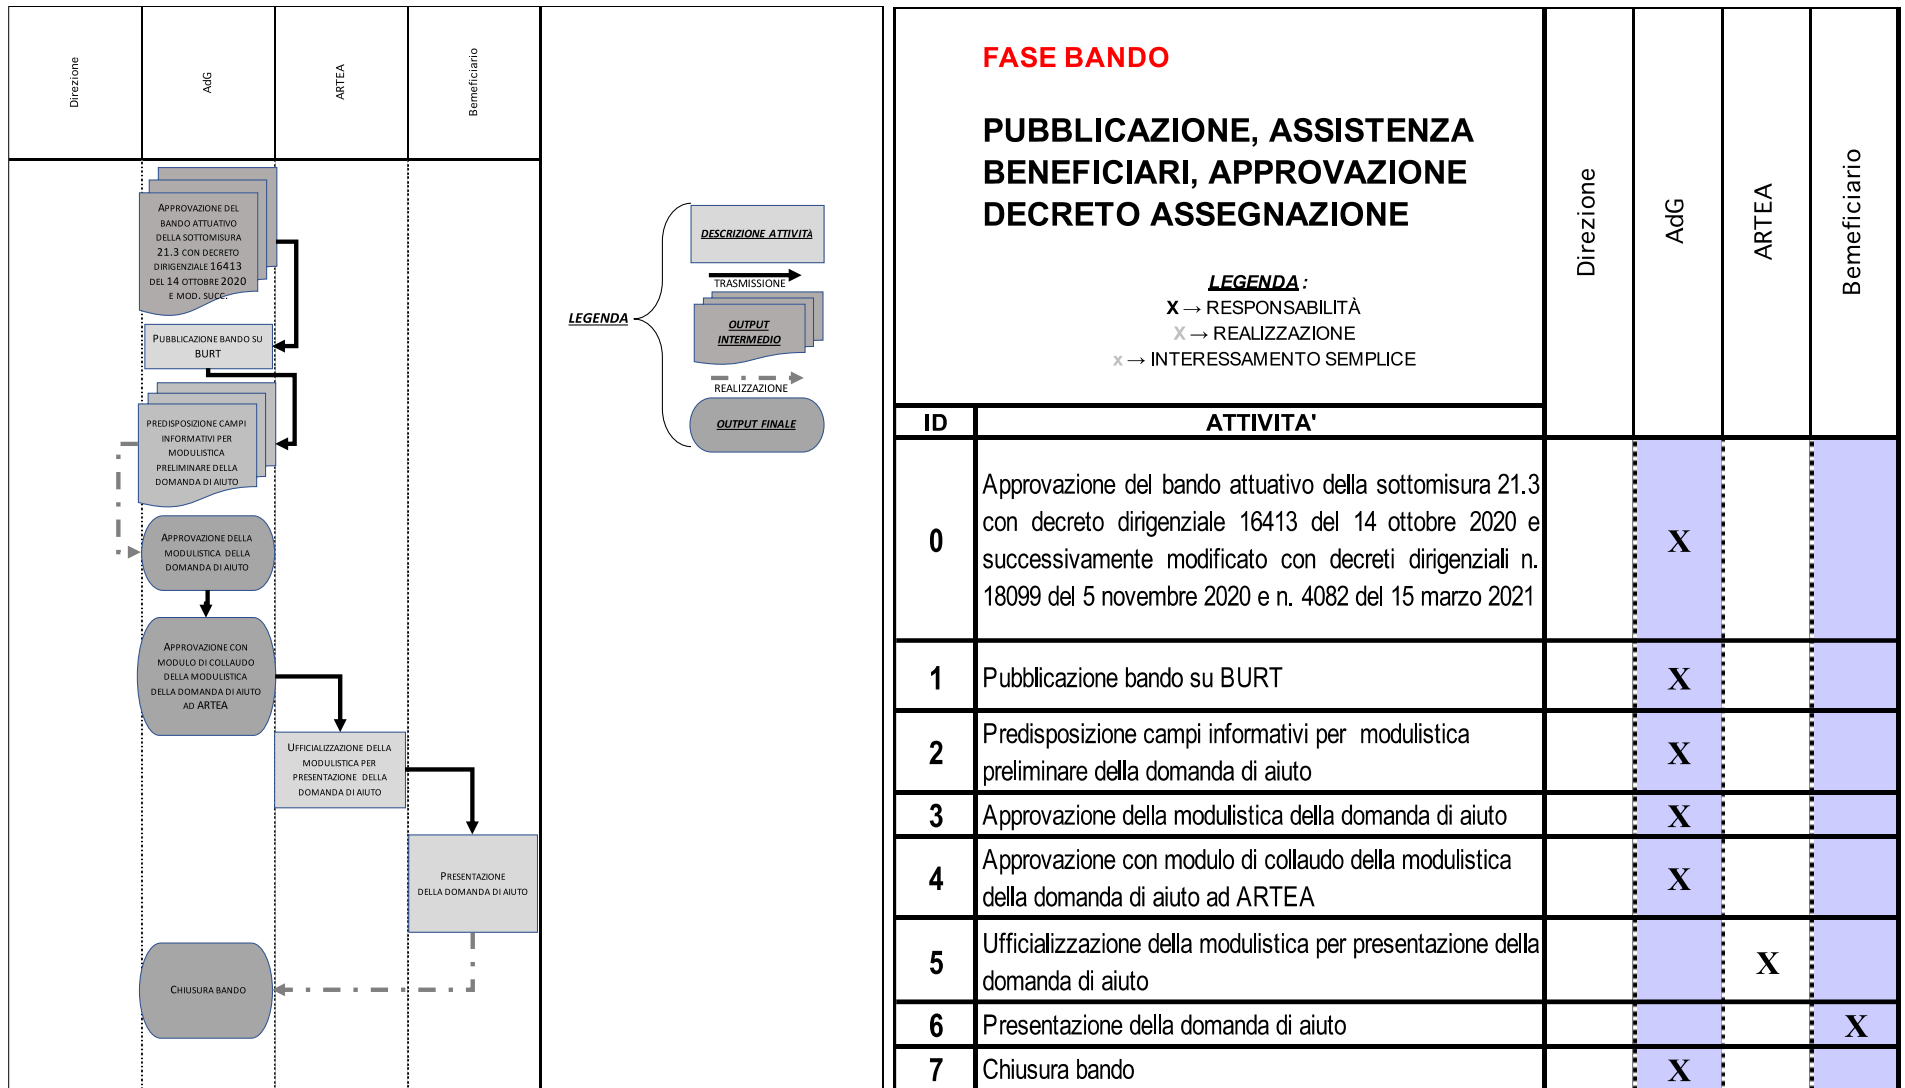 Direzione
AdG
ARTEA
Bemeficiario
APPROVAZIONE DEL
BANDO ATTUATIVO
DELLA SOTTOMISURA
21.3 CON DECRETO
DIRIGENZIALE 16413
DEL 14 OTTOBRE 2020
E MOD. SUCC.
PUBBLICAZIONE BANDO SU
BURT
PREDISPOSIZIONE CAMPI
INFORMATIVI PER
MODULISTICA
PRELIMINARE DELLA
DOMANDA DI AIUTO
APPROVAZIONE DELLA
MODULISTICA DELLA
DOMANDA DI AIUTO
APPROVAZIONE CON
MODULO DI COLLAUDO
DELLA MODULISTICA
DELLA DOMANDA DI AIUTO
AD ARTEA
UFFICIALIZZAZIONE DELLA
MODULISTICA PER
PRESENTAZIONE DELLA
DOMANDA DI AIUTO
PRESENTAZIONE
DELLA DOMANDA DI AIUTO
CHIUSURA BANDO
LEGENDA
DESCRIZIONE ATTIVITÀ
TRASMISSIONE
OUTPUT
INTERMEDIO
REALIZZAZIONE
OUTPUT FINALE
FASE BANDO
PUBBLICAZIONE, ASSISTENZA
BENEFICIARI, APPROVAZIONE
DECRETO ASSEGNAZIONE
LEGENDA :
X → RESPONSABILITÀ
X → REALIZZAZIONE
x → INTERESSAMENTO SEMPLICE
Direzione
AdG
ARTEA
Bemeficiario
ID ATTIVITA'
0 Approvazione del bando attuativo della sottomisura 21.3
con decreto dirigenziale 16413 del 14 ottobre 2020 e
successivamente modificato con decreti dirigenziali n.
18099 del 5 novembre 2020 e n. 4082 del 15 marzo 2021
X
1 Pubblicazione bando su BURT X
2 Predisposizione campi informativi per modulistica
preliminare della domanda di aiuto
X
3 Approvazione della modulistica della domanda di aiuto X
4 Approvazione con modulo di collaudo della modulistica
della domanda di aiuto ad ARTEA
X
5 Ufficializzazione della modulistica per presentazione della
domanda di aiuto
X
6 Presentazione della domanda di aiuto X
7 Chiusura bando X